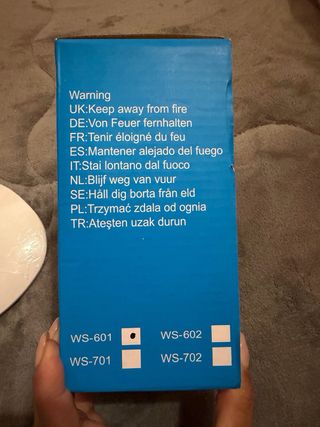 Warning
UK:Keep away from fire
DE:Von Feuer fernhalten
FR:Tenir éloigné du feu
ES:Mantener alejado del fuego
IT:Stai lontano dal fuoco
NL:Blijf weg van vuur
SE:Håll dig borta från eld
PL:Trzymać zdala od ognia
TR:Ateşten uzak durun
WS-601 WS-602
WS-701 WS-702